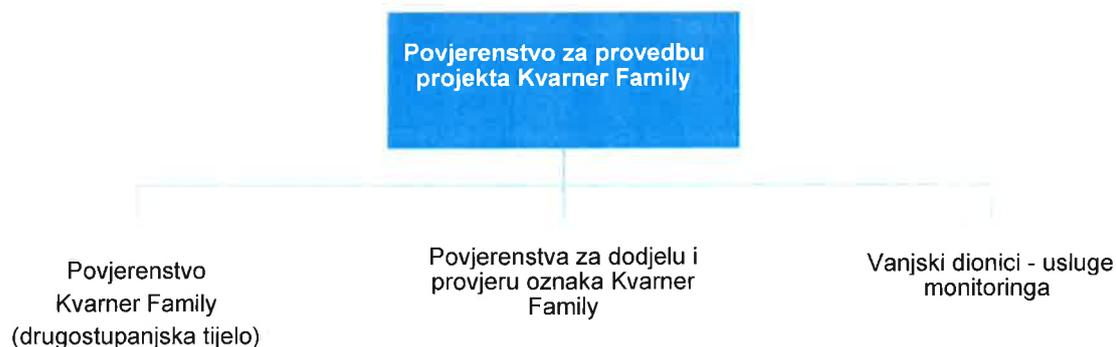 Povjerenstvo za provedbu
projekta Kvarner Family
Povjerenstvo
Kvarner Family
(drugostupanjska tijelo)
Povjerenstva za dodjelu i
provjeru oznaka Kvarner
Family
Vanjski dionici - usluge
monitoringa